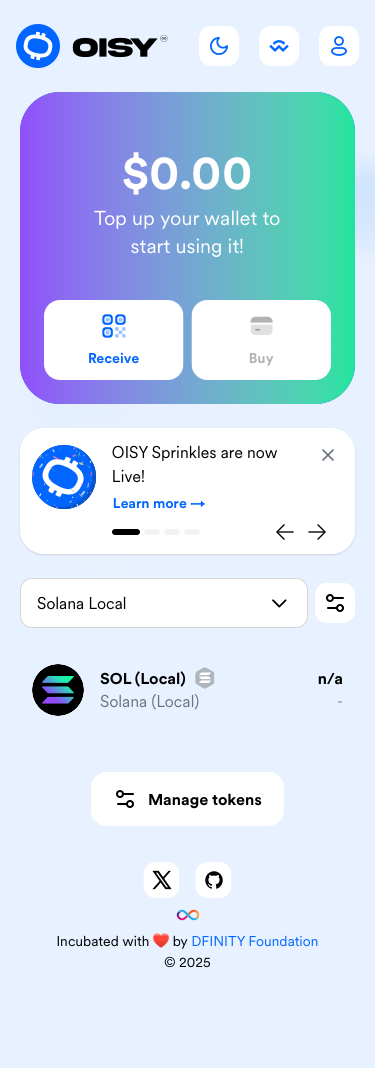 OISY
$0.00
Top up your wallet to
start using it!
Receive
Buy
OISY Sprinkles are now
Live!
Learn more →
Solana Local
SOL (Local)
n/a
Solana (Local)
-
Manage tokens
Incubated with ❤️ by DFINITY Foundation
© 2025